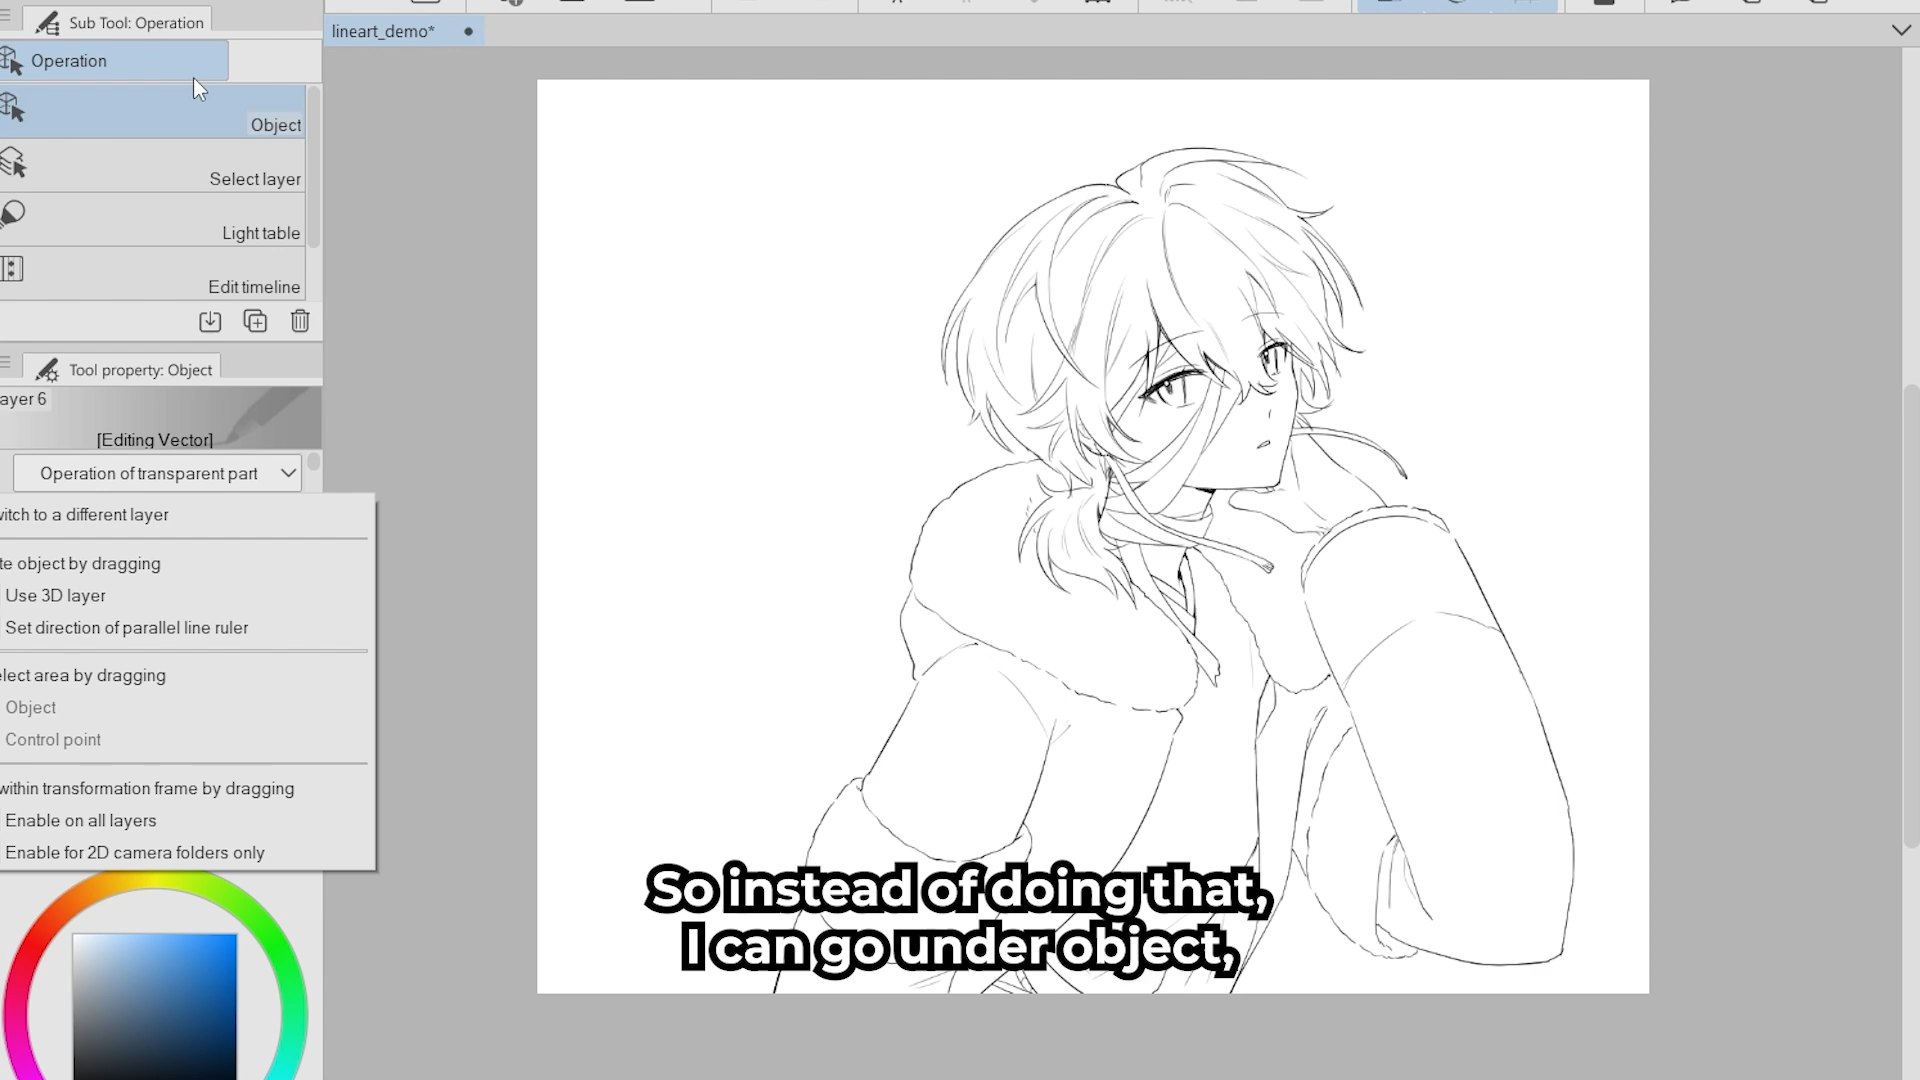 Sub Tool: Operation
lineart_demo*
Operation
Object
Select layer
Light table
Edit timeline
Tool property: Object
ayer 6
[Editing Vector]
Operation of transparent part
witch to a different layer
te object by dragging
Use 3D layer
Set direction of parallel line ruler
elect area by dragging
Object
Control point
within transformation frame by dragging
Enable on all layers
Enable for 2D camera folders only
So instead of doing that,
I can go under object,